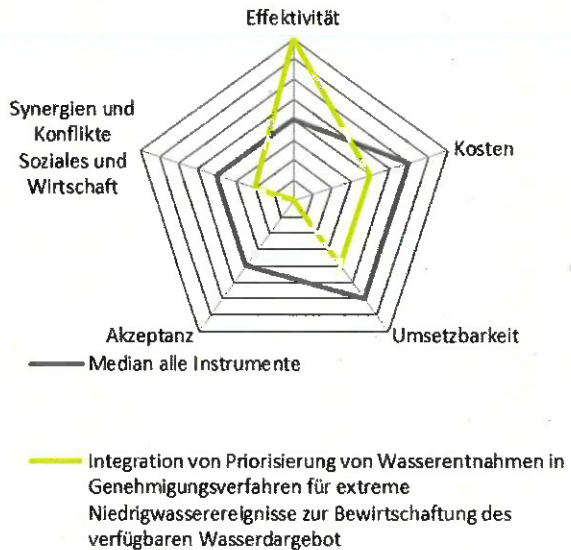 Effektivität
Synergien und
Konflikte
Soziales und
Wirtschaft
Kosten
Akzeptanz
Umsetzbarkeit
Median alle Instrumente
Integration von Priorisierung von Wasserentnahmen in
Genehmigungsverfahren für extreme
Niedrigwasserereignisse zur Bewirtschaftung des
verfügbaren Wasserdargebot